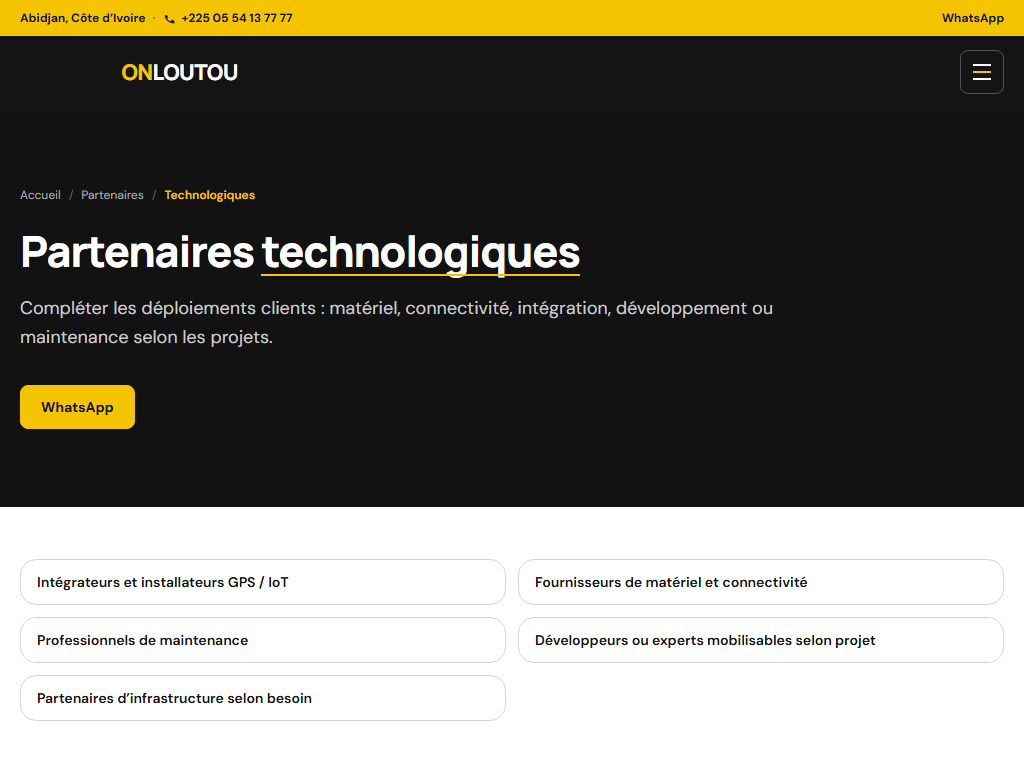 Abidjan, Côte d’Ivoire · +225 05 54 13 77 77 WhatsApp
ONLOUTOU
Accueil / Partenaires / Technologiques
Partenaires technologiques
Compléter les déploiements clients : matériel, connectivité, intégration, développement ou
maintenance selon les projets.
WhatsApp
Intégrateurs et installateurs GPS / IoT
Fournisseurs de matériel et connectivité
Professionnels de maintenance
Développeurs ou experts mobilisables selon projet
Partenaires d’infrastructure selon besoin